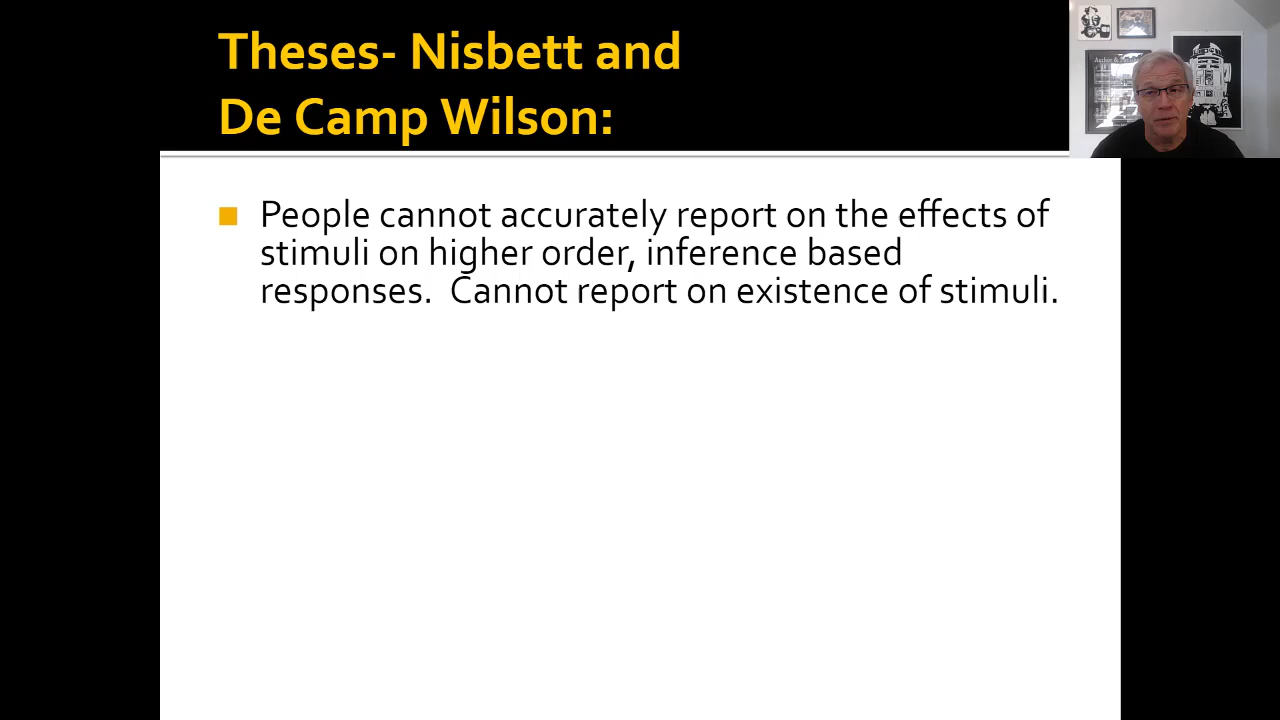 Theses- Nisbett and
De Camp Wilson:
People cannot accurately report on the effects of
stimuli on higher order, inference based
responses.  Cannot report on existence of stimuli.